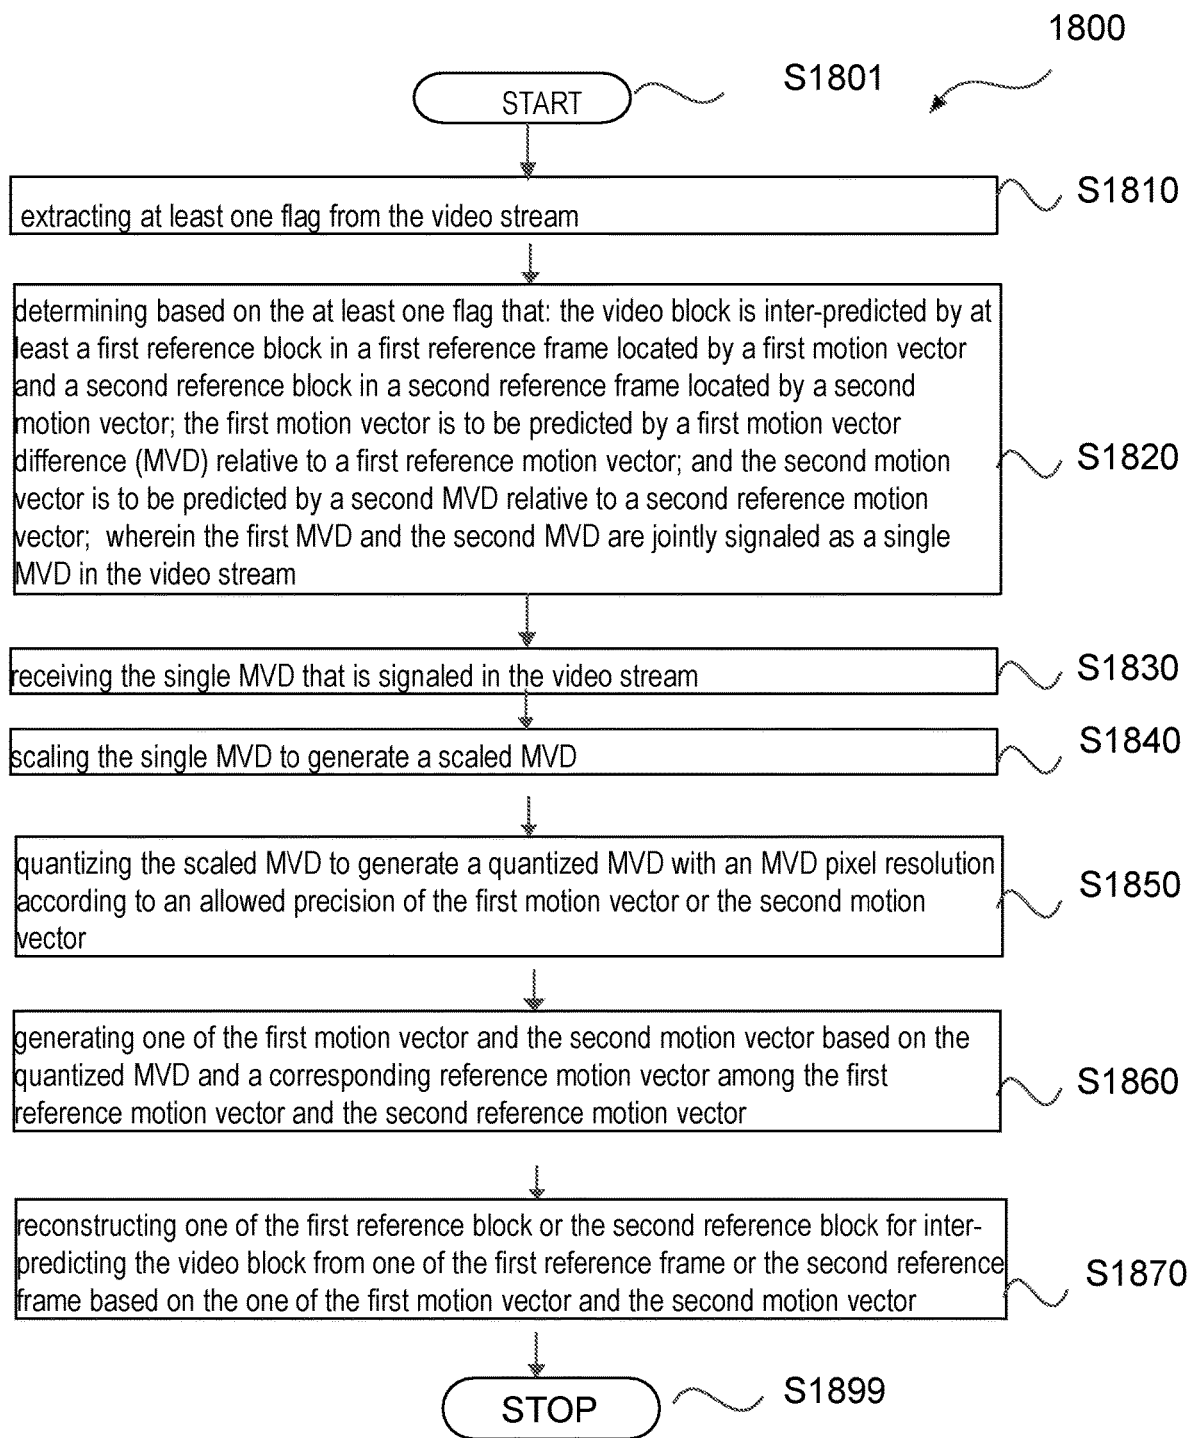 1800
START
S1801
extracting at least one flag from the video stream
S1810
determining based on the at least one flag that: the video block is inter-predicted by at
least a first reference block in a first reference frame located by a first motion vector
and a second reference block in a second reference frame located by a second
motion vector; the first motion vector is to be predicted by a first motion vector
difference (MVD) relative to a first reference motion vector; and the second motion
vector is to be predicted by a second MVD relative to a second reference motion
vector; wherein the first MVD and the second MVD are jointly signaled as a single
MVD in the video stream
S1820
receiving the single MVD that is signaled in the video stream
S1830
scaling the single MVD to generate a scaled MVD
S1840
quantizing the scaled MVD to generate a quantized MVD with an MVD pixel resolution
according to an allowed precision of the first motion vector or the second motion
vector
S1850
generating one of the first motion vector and the second motion vector based on the
quantized MVD and a corresponding reference motion vector among the first
reference motion vector and the second reference motion vector
S1860
reconstructing one of the first reference block or the second reference block for inter-
predicting the video block from one of the first reference frame or the second reference
frame based on the one of the first motion vector and the second motion vector
S1870
STOP
S1899